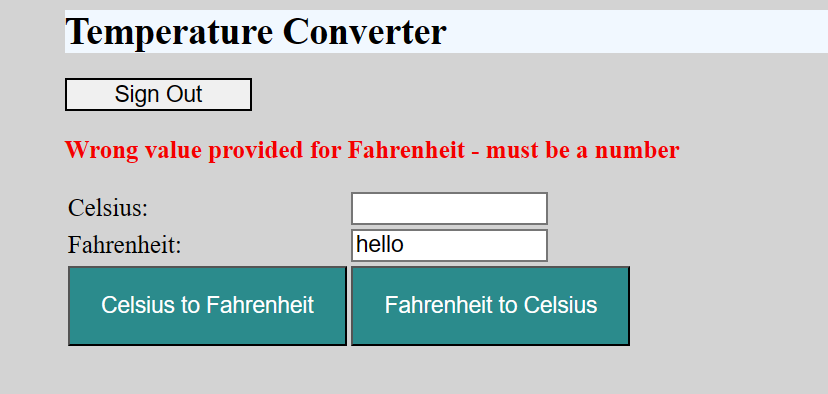 Temperature Converter
Sign Out
Wrong value provided for Fahrenheit - must be a number
Celsius:
Fahrenheit: hello
Celsius to Fahrenheit Fahrenheit to Celsius